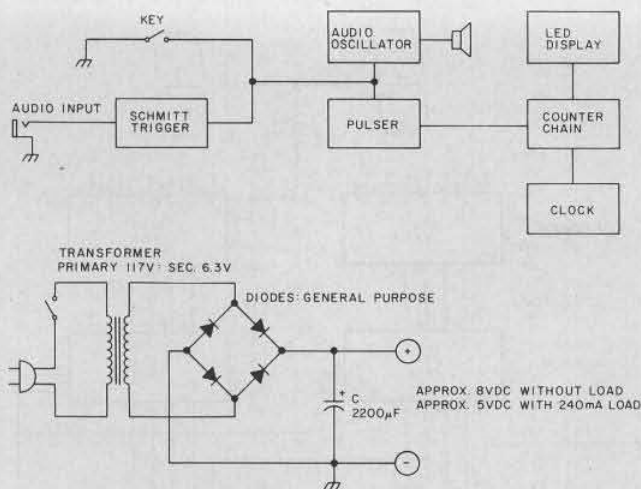 KEY
AUDIO
OSCILLATOR
LED
DISPLAY
AUDIO INPUT
SCHMITT
TRIGGER
PULSER
COUNTER
CHAIN
CLOCK
TRANSFORMER
PRIMARY 117V: SEC. 6.3V
DIODES: GENERAL PURPOSE
+
+
C
2200µF
APPROX. 8VDC WITHOUT LOAD
APPROX. 5VDC WITH 240mA LOAD
−